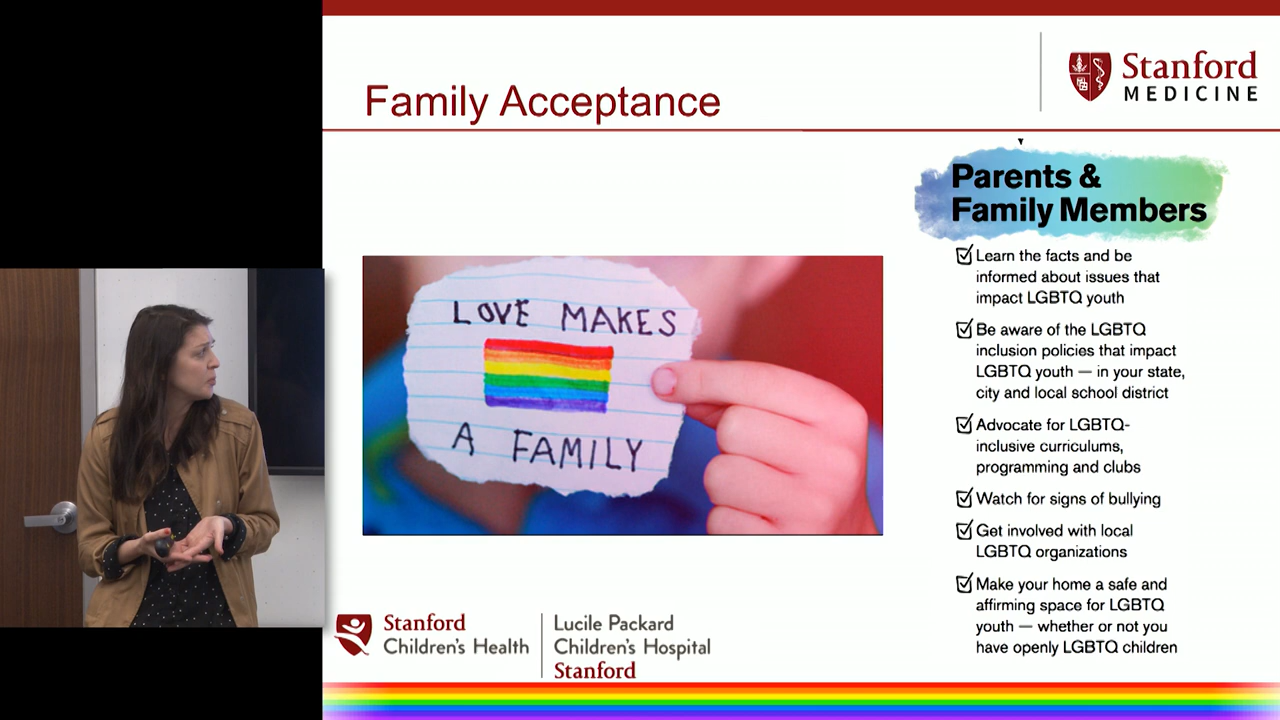 Family Acceptance
Stanford
MEDICINE
Parents &
Family Members
Learn the facts and be
informed about issues that
impact LGBTQ youth
Be aware of the LGBTQ
inclusion policies that impact
LGBTQ youth — in your state,
city and local school district
Advocate for LGBTQ-
inclusive curriculums,
programming and clubs
Watch for signs of bullying
Get involved with local
LGBTQ organizations
Make your home a safe and
affirming space for LGBTQ
youth — whether or not you
have openly LGBTQ children
LOVE MAKES
A FAMILY
Stanford
Children's Health
Lucile Packard
Children's Hospital
Stanford